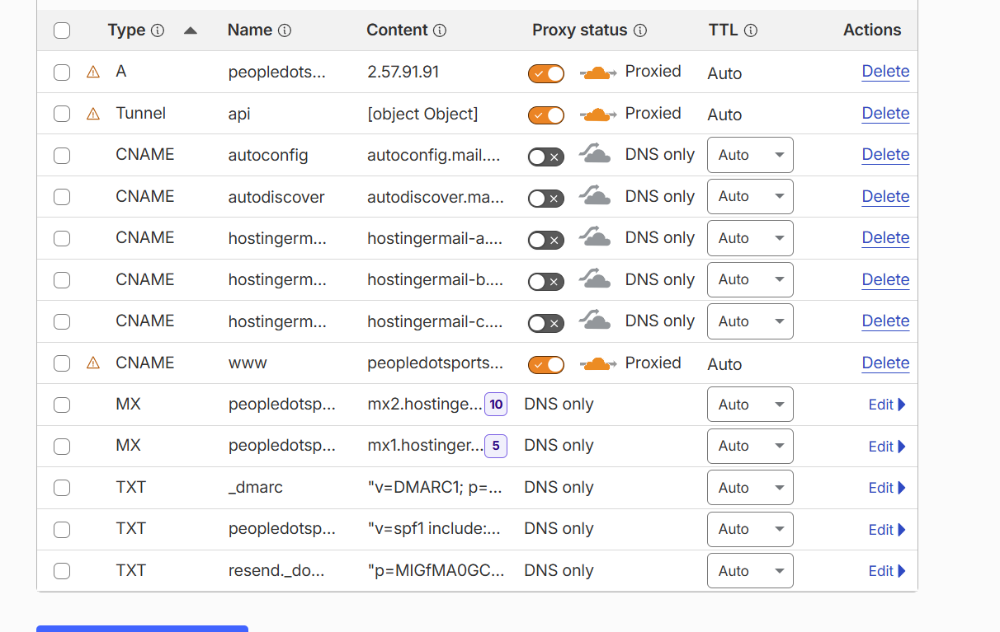 Type Name Content Proxy status TTL Actions
A peopledots... 2.57.91.91 Proxied Auto Delete
Tunnel api [object Object] Proxied Auto Delete
CNAME autoconfig autoconfig.mail.... DNS only Auto Delete
CNAME autodiscover autodiscover.ma... DNS only Auto Delete
CNAME hostingerm... hostingermail-a.... DNS only Auto Delete
CNAME hostingerm... hostingermail-b.... DNS only Auto Delete
CNAME hostingerm... hostingermail-c.... DNS only Auto Delete
CNAME www peopledotsports... Proxied Auto Delete
MX peopledotsp... mx2.hostinge... 10 DNS only Auto Edit
MX peopledotsp... mx1.hostinger... 5 DNS only Auto Edit
TXT _dmarc "v=DMARC1; p=... DNS only Auto Edit
TXT peopledotsp... "v=spf1 include:... DNS only Auto Edit
TXT resend._do... "p=MIGfMA0GC... DNS only Auto Edit